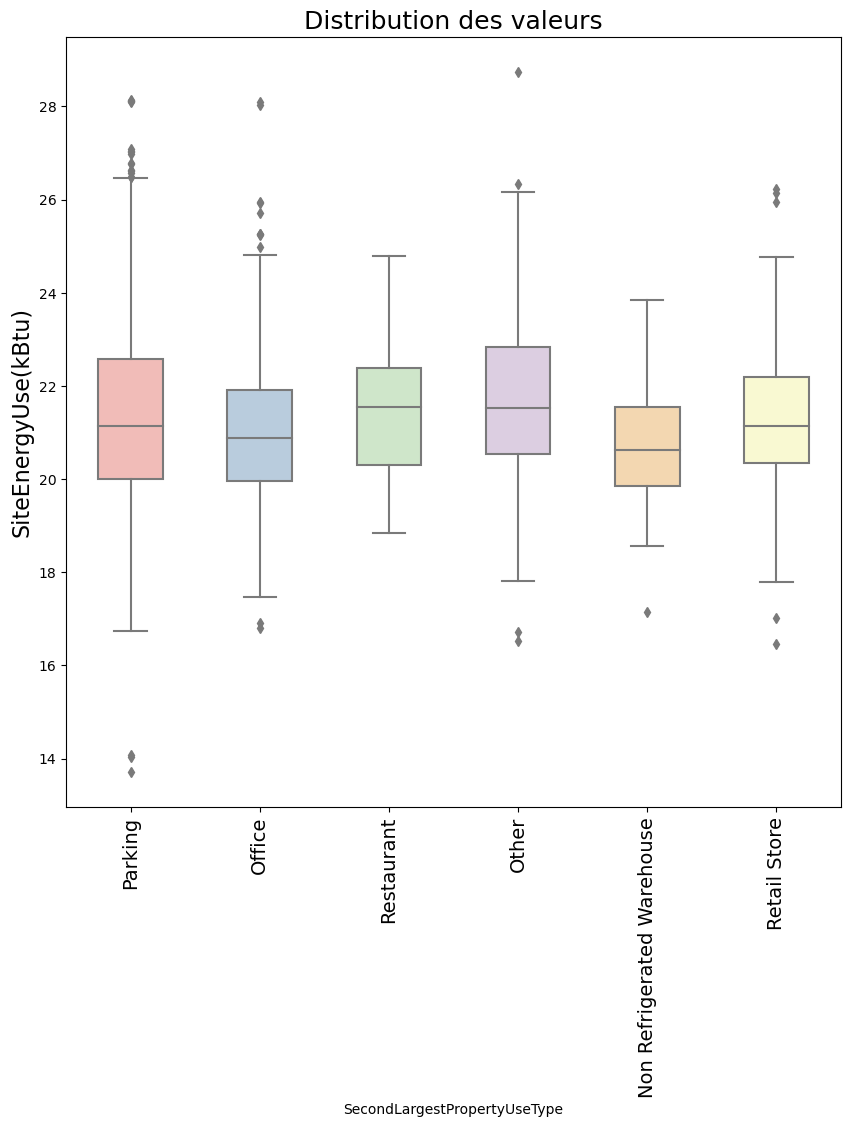 Distribution des valeurs
SiteEnergyUse(kBtu)
28
26
24
22
20
18
16
14
Parking
Office
Restaurant
Other
Non Refrigerated Warehouse
Retail Store
SecondLargestPropertyUseType